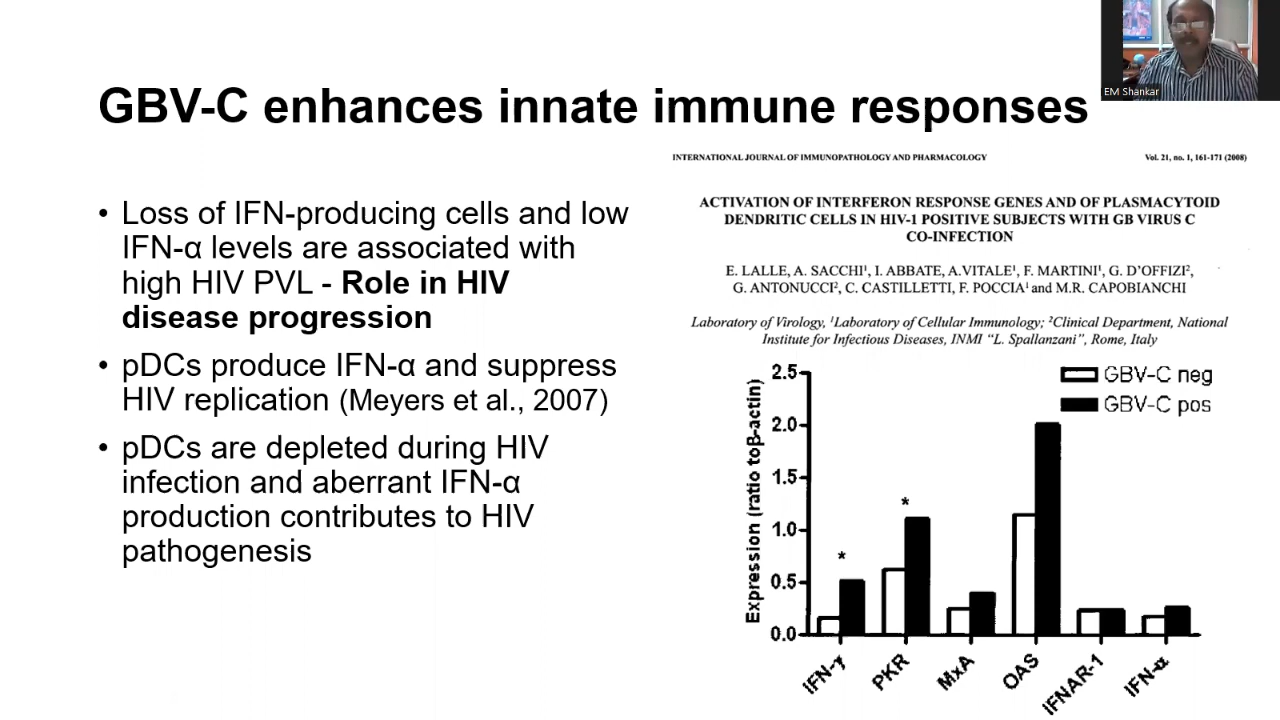 EM Shankar
GBV-C enhances innate immune responses
• Loss of IFN-producing cells and low
IFN-α levels are associated with
high HIV PVL - Role in HIV
disease progression
• pDCs produce IFN-α and suppress
HIV replication (Meyers et al., 2007)
• pDCs are depleted during HIV
infection and aberrant IFN-α
production contributes to HIV
pathogenesis
INTERNATIONAL JOURNAL OF IMMUNOPATHOLOGY AND PHARMACOLOGY
Vol. 21, no. 1, 161-171 (2008)
ACTIVATION OF INTERFERON RESPONSE GENES AND OF PLASMACYTOID
DENDRITIC CELLS IN HIV-1 POSITIVE SUBJECTS WITH GB VIRUS C
CO-INFECTION
E. LALLE, A. SACCHI¹, I. ABBATE, A.VITALE¹, F. MARTINI¹, G. D'OFFIZI²,
G. ANTONUCCI², C. CASTILLETTI, F. POCCIA¹ and M.R. CAPOBIANCHI
Laboratory of Virology, ¹Laboratory of Cellular Immunology; ²Clinical Department, National
Institute for Infectious Diseases, INMI "L. Spallanzani", Rome, Italy
GBV-C neg
GBV-C pos
Expression (ratio toβ-actin)
2.5
2.0
1.5
1.0
0.5
0.0
*
*
IFN-γ
PKR
MxA
OAS
IFNAR-1
IFN-α